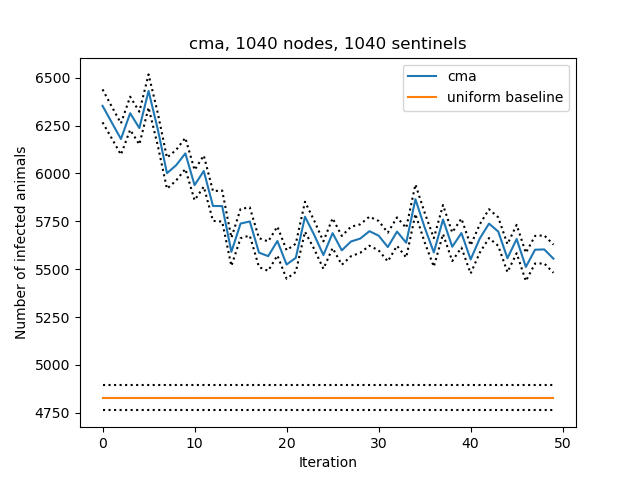 cma, 1040 nodes, 1040 sentinels
cma
uniform baseline
Number of infected animals
6500
6250
6000
5750
5500
5250
5000
4750
0 10 20 30 40 50
Iteration